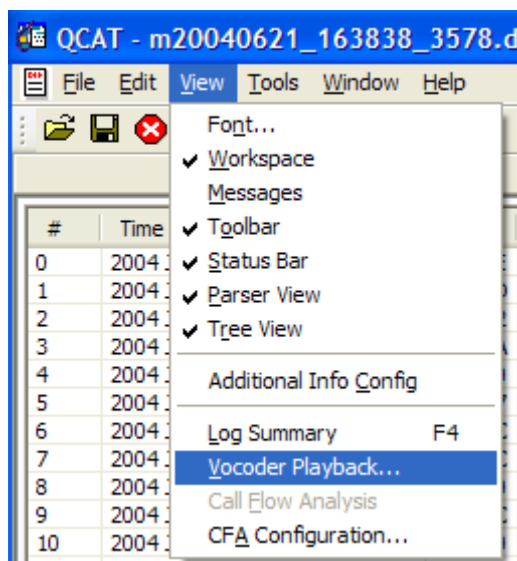 QCAT - m20040621_163838_3578.d
File Edit View Tools Window Help
Font...
Workspace
Messages
Toolbar
Status Bar
Parser View
Tree View
Additional Info Config
Log Summary F4
Vocoder Playback...
Call Flow Analysis
CFA Configuration...
# Time
0 2004 J
1 2004 J
2 2004 J
3 2004 J
4 2004 J
5 2004 J
6 2004 J
7 2004 J
8 2004 J
9 2004 J
10 2004 J